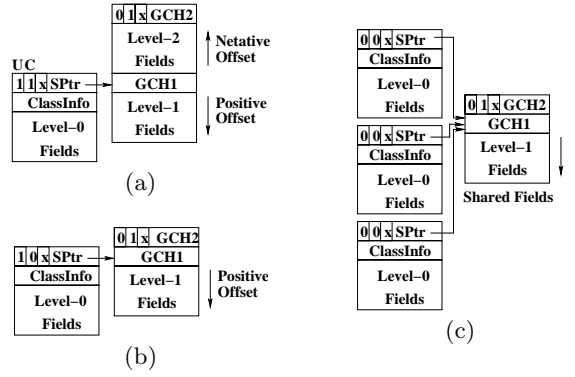 0 1 x GCH2
Level-2
Fields
Netative
Offset
UC
1 1 x SPtr
GCH1
ClassInfo
Level-1
Fields
Positive
Offset
Level-0
Fields
(a)
1 0 x SPtr
0 1 x GCH2
ClassInfo
GCH1
Level-0
Fields
Level-1
Fields
Positive
Offset
(b)
0 0 x SPtr
ClassInfo
Level-0
Fields
0 0 x SPtr
ClassInfo
Level-0
Fields
0 0 x SPtr
ClassInfo
Level-0
Fields
0 1 x GCH2
GCH1
Level-1
Fields
Shared Fields
(c)